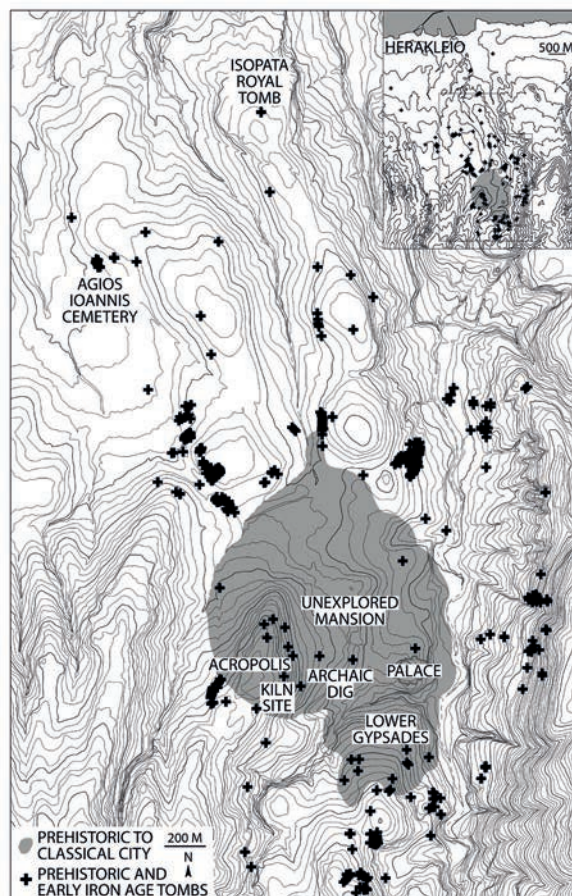 ISOPATA
ROYAL
TOMB
HERAKLEIO
500 M
AGIOS
IOANNIS
CEMETERY
UNEXPLORED
MANSION
ACROPOLIS
KILN
SITE
ARCHAIC
DIG
PALACE
LOWER
GYPSADES
PREHISTORIC TO
CLASSICAL CITY
200 M
N
PREHISTORIC AND
EARLY IRON AGE TOMBS